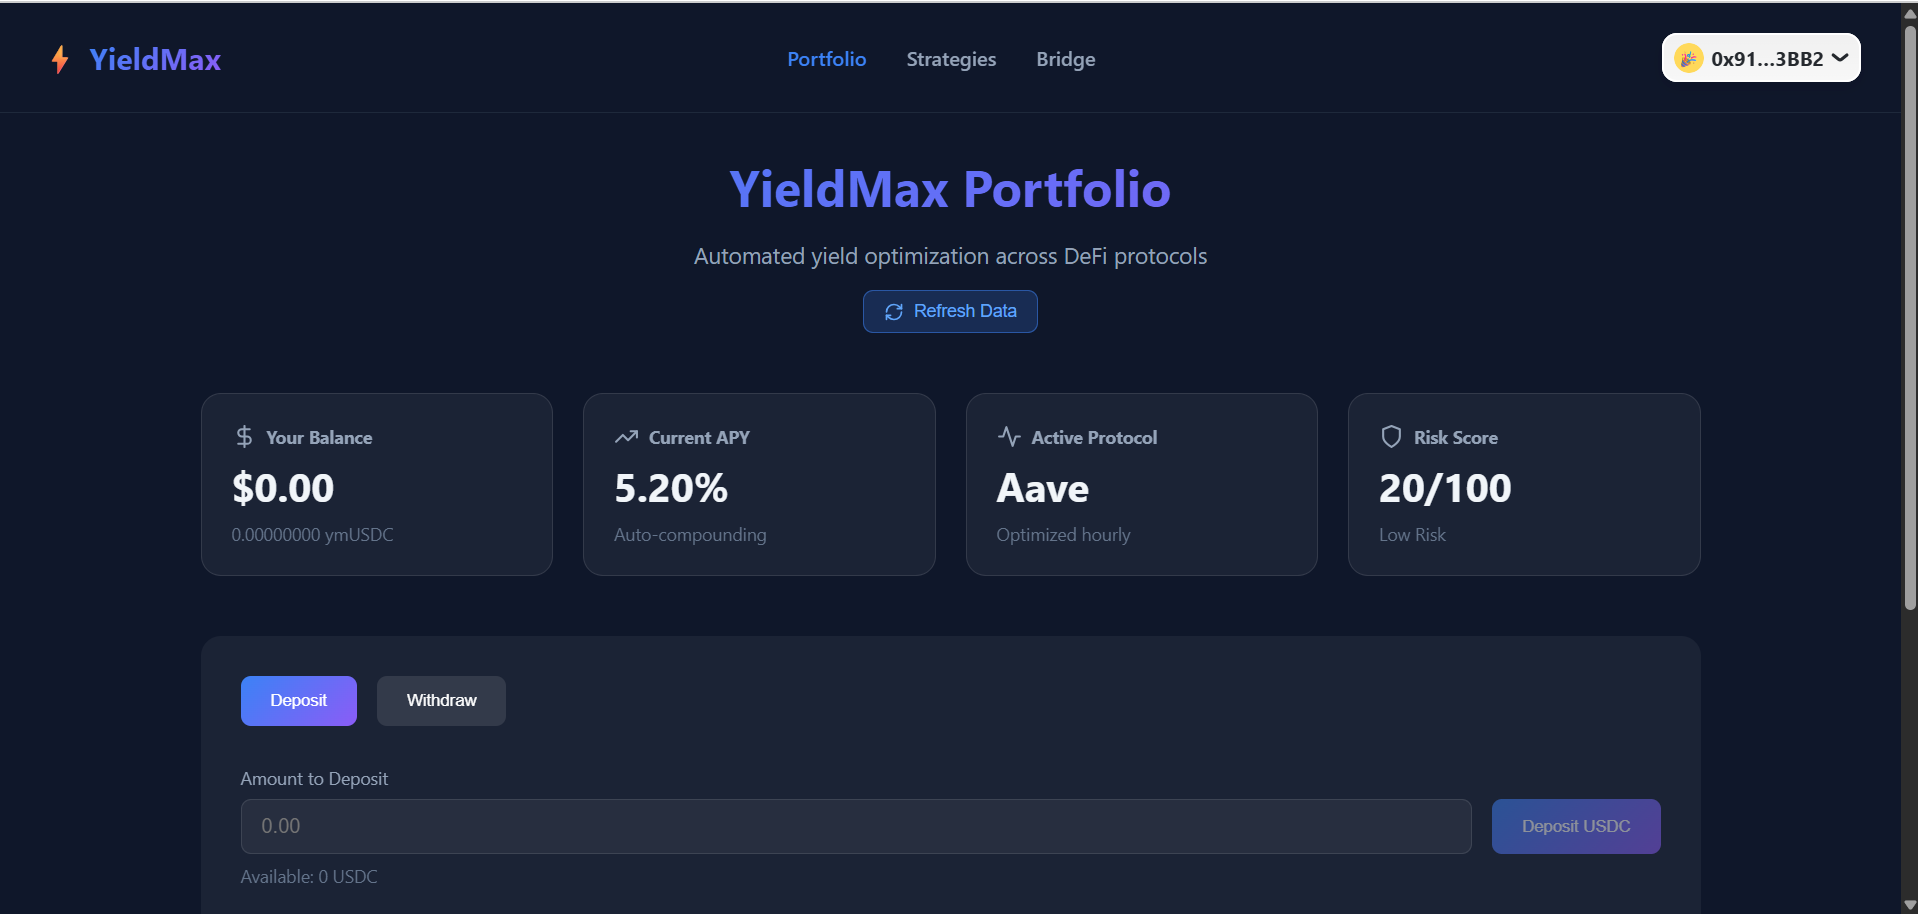 YieldMax
Portfolio
Strategies
Bridge
0x91...3BB2
YieldMax Portfolio
Automated yield optimization across DeFi protocols
Refresh Data
Your Balance
$0.00
0.00000000 ymUSDC
Current APY
5.20%
Auto-compounding
Active Protocol
Aave
Optimized hourly
Risk Score
20/100
Low Risk
Deposit
Withdraw
Amount to Deposit
0.00
Deposit USDC
Available: 0 USDC